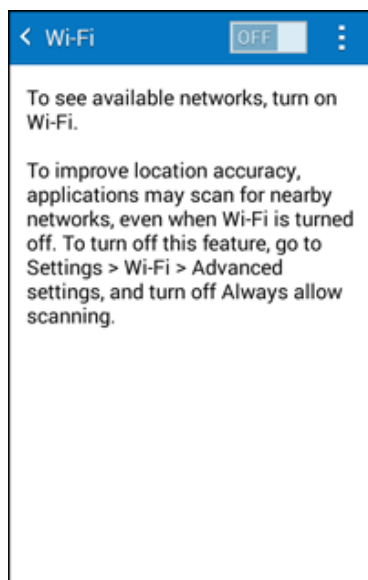 Wi-Fi OFF
To see available networks, turn on
Wi-Fi.
To improve location accuracy,
applications may scan for nearby
networks, even when Wi-Fi is turned
off. To turn off this feature, go to
Settings > Wi-Fi > Advanced
settings, and turn off Always allow
scanning.